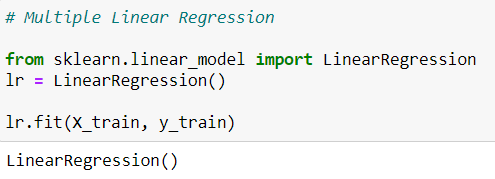 # Multiple Linear Regression
from sklearn.linear_model import LinearRegression
lr = LinearRegression()
lr.fit(X_train, y_train)
LinearRegression()